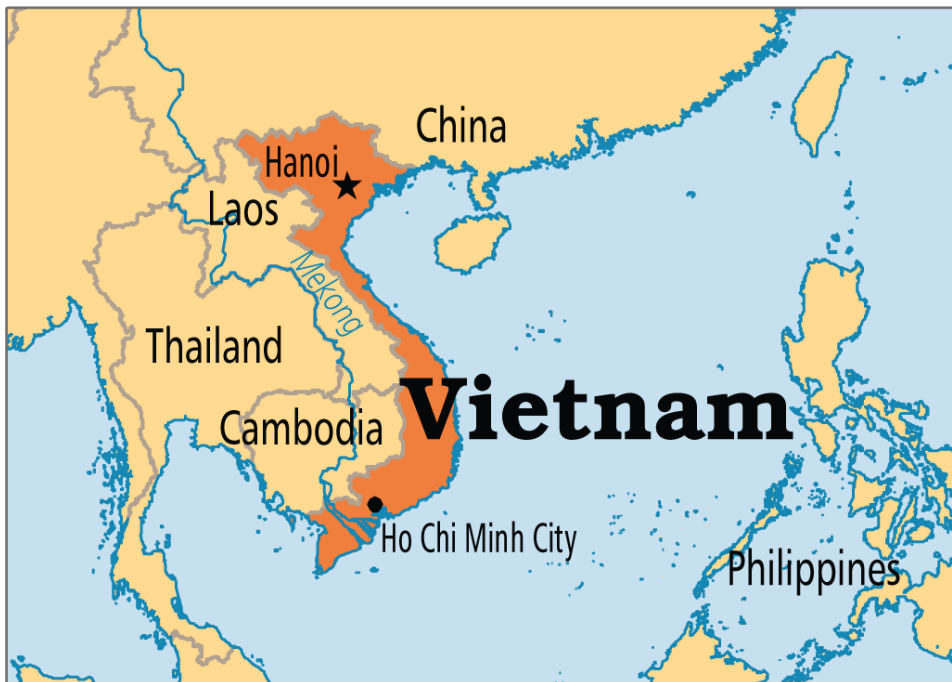 China
Hanoi
Laos
Mekong
Thailand
Vietnam
Cambodia
Ho Chi Minh City
Philippines